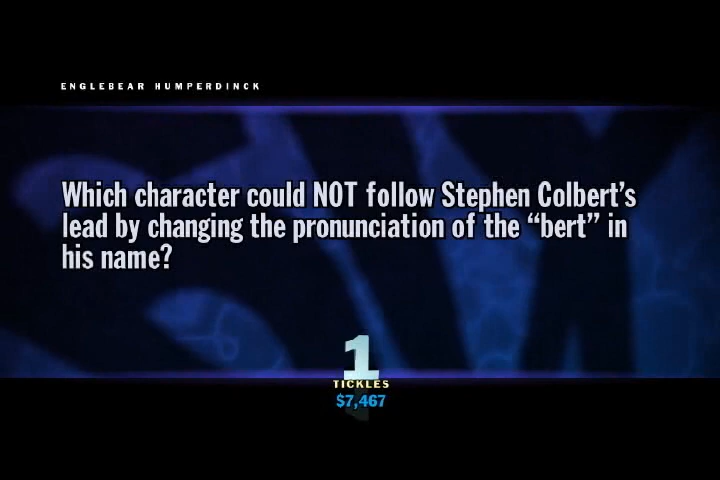 ENGLEBEAR HUMPERDINCK
Which character could NOT follow Stephen Colbert's
lead by changing the pronunciation of the “bert” in
his name?
1
TICKLES
$7,467